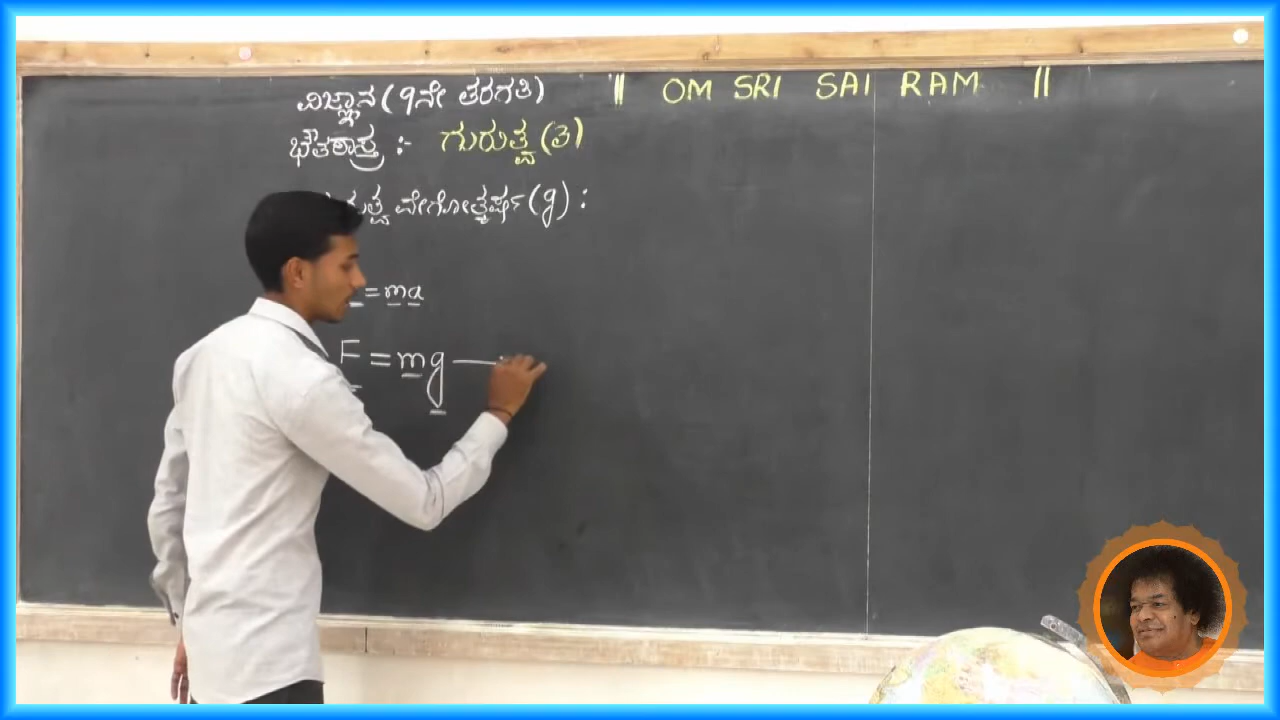 ವಿಜ್ಞಾನ (9ನೇ ತರಗತಿ)
|| OM SRI SAI RAM ||
ಭೌತಶಾಸ್ತ್ರ :- ಗುರುತ್ವ (3)
ವೇಗೋತ್ಕರ್ಷ (g) :
= ma
F = mg —